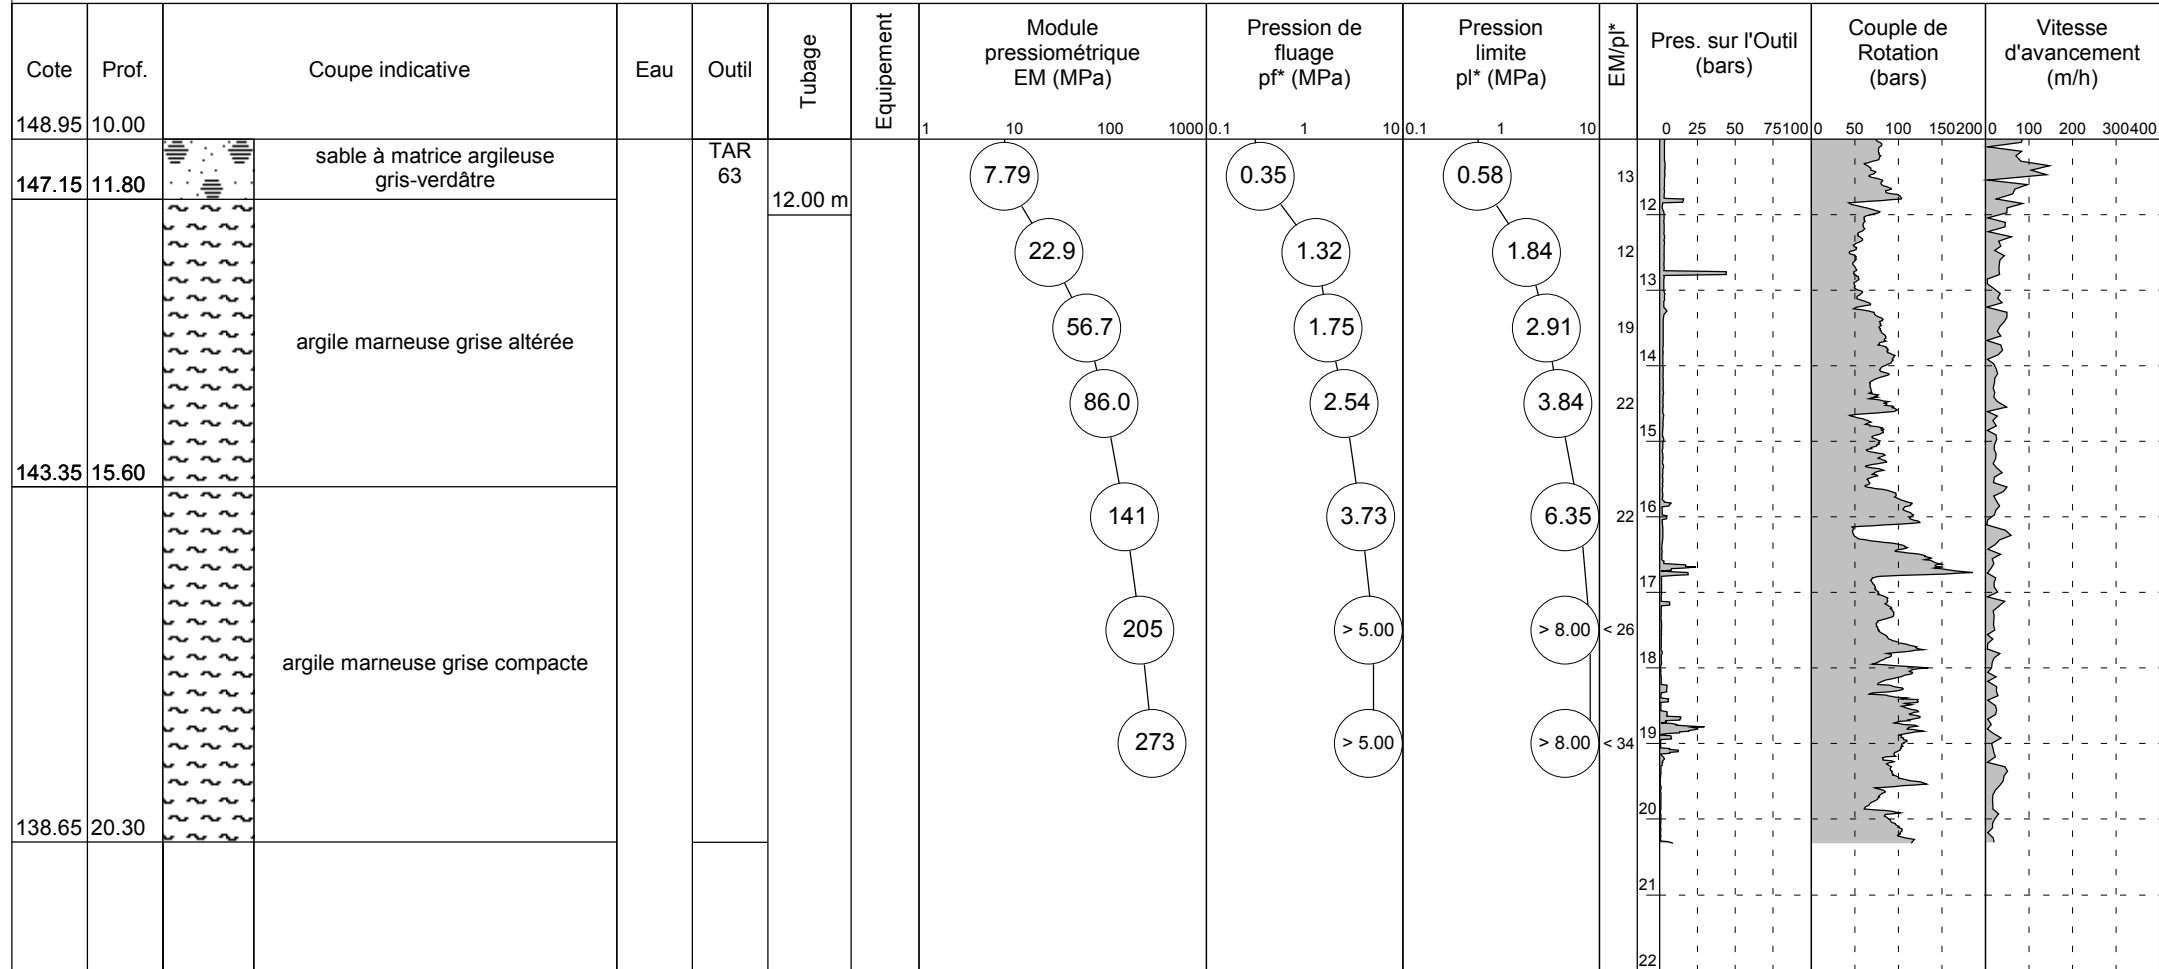 Cote
Prof.
Coupe indicative
Eau
Outil
Tubage
Equipement
Module
pressiométrique
EM (MPa)
Pression de
fluage
pf* (MPa)
Pression
limite
pl* (MPa)
EM/pl*
Pres. sur l'Outil
(bars)
Couple de
Rotation
(bars)
Vitesse
d'avancement
(m/h)
148.95 10.00
1 10 100 1000
0.1 1 10
0.1 1 10
0 25 50 75 100
0 50 100 150 200
0 100 200 300 400
sable à matrice argileuse
gris-verdâtre
147.15 11.80
TAR
63
12.00 m
7.79
0.35
0.58
13
12
22.9
1.32
1.84
12
13
argile marneuse grise altérée
56.7
1.75
2.91
19
14
86.0
2.54
3.84
22
15
143.35 15.60
141
3.73
6.35
22
16
17
argile marneuse grise compacte
205
> 5.00
> 8.00
< 26
18
273
> 5.00
> 8.00
< 34
19
138.65 20.30
20
21
22